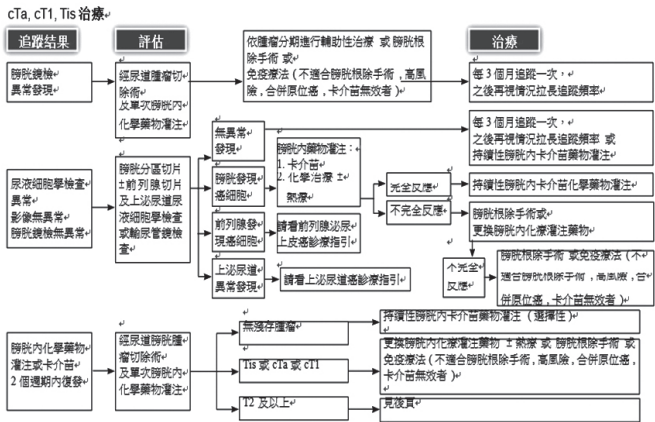 cTa, cT1, Tis 治療
追蹤結果
評估
治療
膀胱鏡檢
異常發現
經尿道腫瘤切
除術
及單次膀胱內
化學藥物灌注
依腫瘤分期進行輔助性治療 或 膀胱根
除手術 或
免疫療法 ( 不適合膀胱根除手術 , 高風
險 , 合併原位癌 , 卡介苗無效者 )
每 3 個月追蹤一次,
之後再視情況拉長追蹤頻率
尿液細胞學檢查
異常
影像無異常
膀胱鏡檢無異常
膀胱分區切片
±前列腺切片
及上泌尿道尿
液細胞學檢查
或輸尿管鏡檢
查
無異常
發現
每 3 個月追蹤一次,
之後再視情況拉長追蹤頻率 或
持續性膀胱內卡介苗藥物灌注
膀胱發現
癌細胞
膀胱內藥物灌注：
1. 卡介苗
2. 化學治療 ±
熱療
完全反應
持續性膀胱內卡介苗化學藥物灌注
不完全反應
膀胱根除手術或
更換膀胱內化療灌注藥物
不完全
反應
膀胱根除手術 或免疫療法 ( 不
適合膀胱根除手術 , 高風險 , 合
併原位癌 , 卡介苗無效者 )
前列腺發
現癌細胞
請看前列腺泌尿
上皮癌診療指引
上泌尿道
異常發現
請看上泌尿道癌診療指引
膀胱內化學藥物
灌注或卡介苗
2 個週期內復發
經尿道膀胱腫
瘤切除術
及單次膀胱內
化學藥物灌注
無殘存腫瘤
持續性膀胱內卡介苗藥物灌注 ( 選擇性 )
Tis 或 cTa 或 cT1
更換膀胱內化療灌注藥物 ± 熱療 或 膀胱根除手術 或
免疫療法 ( 不適合膀胱根除手術 , 高風險 , 合併原位癌 ,
卡介苗無效者 )
T2 及以上
見後頁